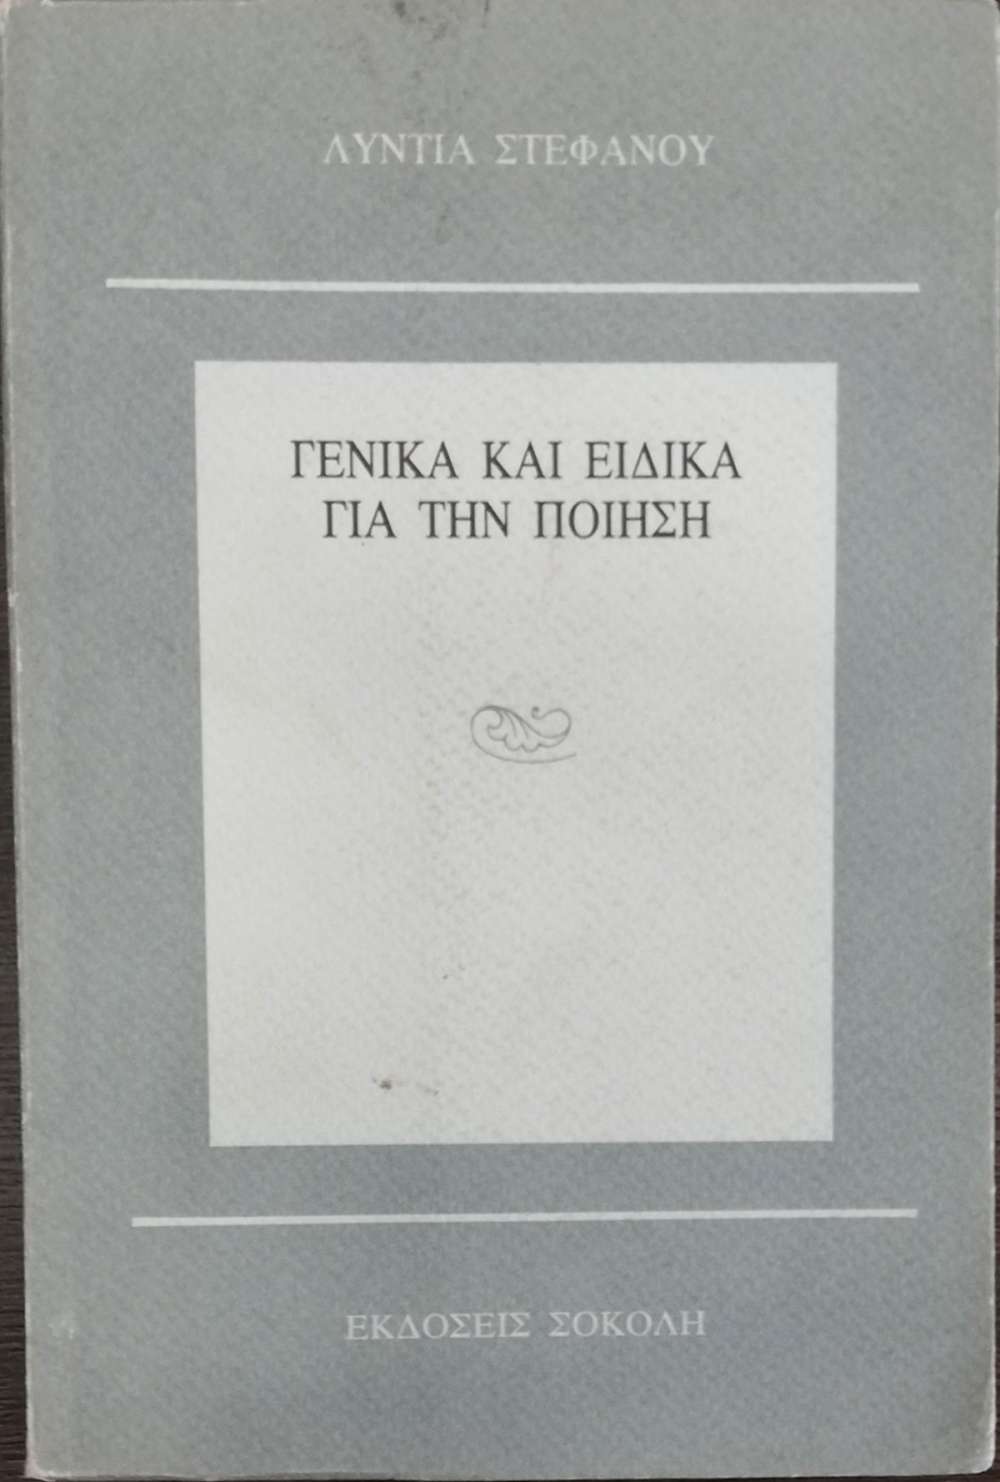 ΛΥΝΤΙΑ ΣΤΕΦΑΝΟΥ
ΓΕΝΙΚΑ ΚΑΙ ΕΙΔΙΚΑ
ΓΙΑ ΤΗΝ ΠΟΙΗΣΗ
ΕΚΔΟΣΕΙΣ ΣΟΚΟΛΗ